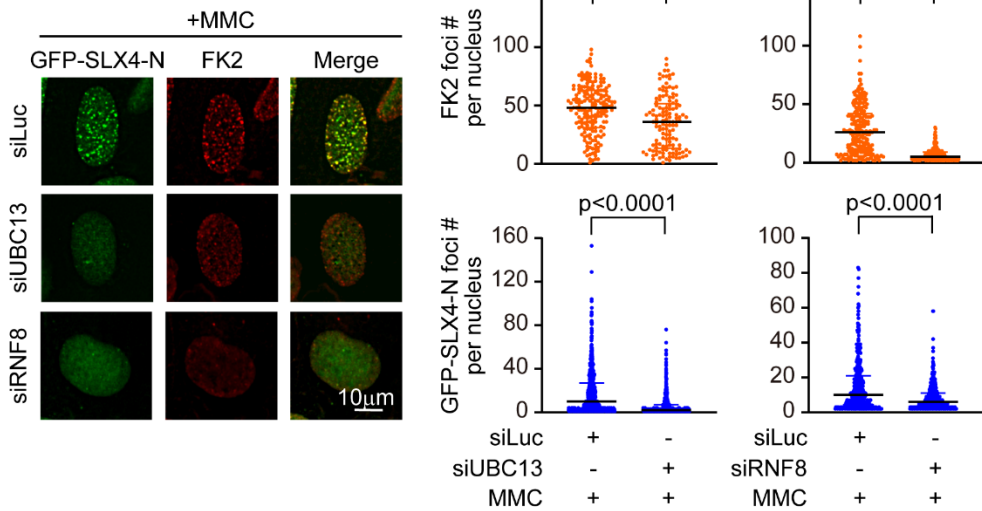 +MMC
GFP-SLX4-N FK2 Merge
siLuc
siUBC13
siRNF8
10μm
FK2 foci #
per nucleus
100
50
0
100
50
0
GFP-SLX4-N foci #
per nucleus
p<0.0001
160
120
80
40
0
p<0.0001
100
80
60
40
20
0
siLuc + -
siUBC13 - +
MMC + +
siLuc + -
siRNF8 - +
MMC + +